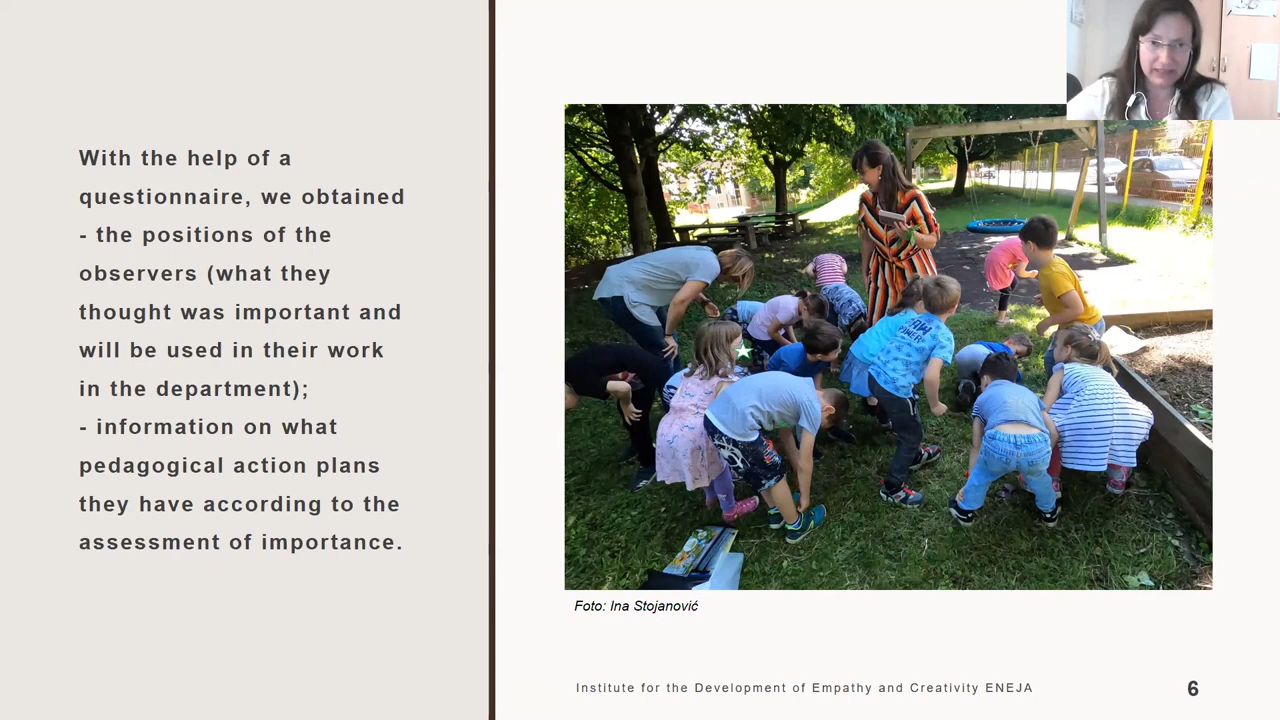 With the help of a
questionnaire, we obtained
- the positions of the
observers (what they
thought was important and
will be used in their work
in the department);
- information on what
pedagogical action plans
they have according to the
assessment of importance.
Foto: Ina Stojanović
Institute for the Development of Empathy and Creativity ENEJA
6